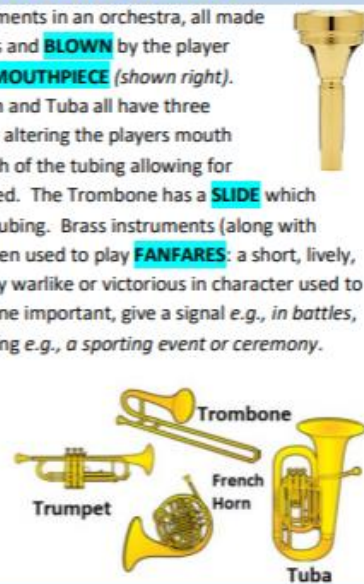 ments in an orchestra, all made
s and BLOWN by the player
MOUTHPIECE (shown right).
n and Tuba all have three
altering the players mouth
h of the tubing allowing for
ed. The Trombone has a SLIDE which
ubing. Brass instruments (along with
en used to play FANFARES: a short, lively,
y warlike or victorious in character used to
ne important, give a signal e.g., in battles,
ng e.g., a sporting event or ceremony.
Trombone
Trumpet
French
Horn
Tuba